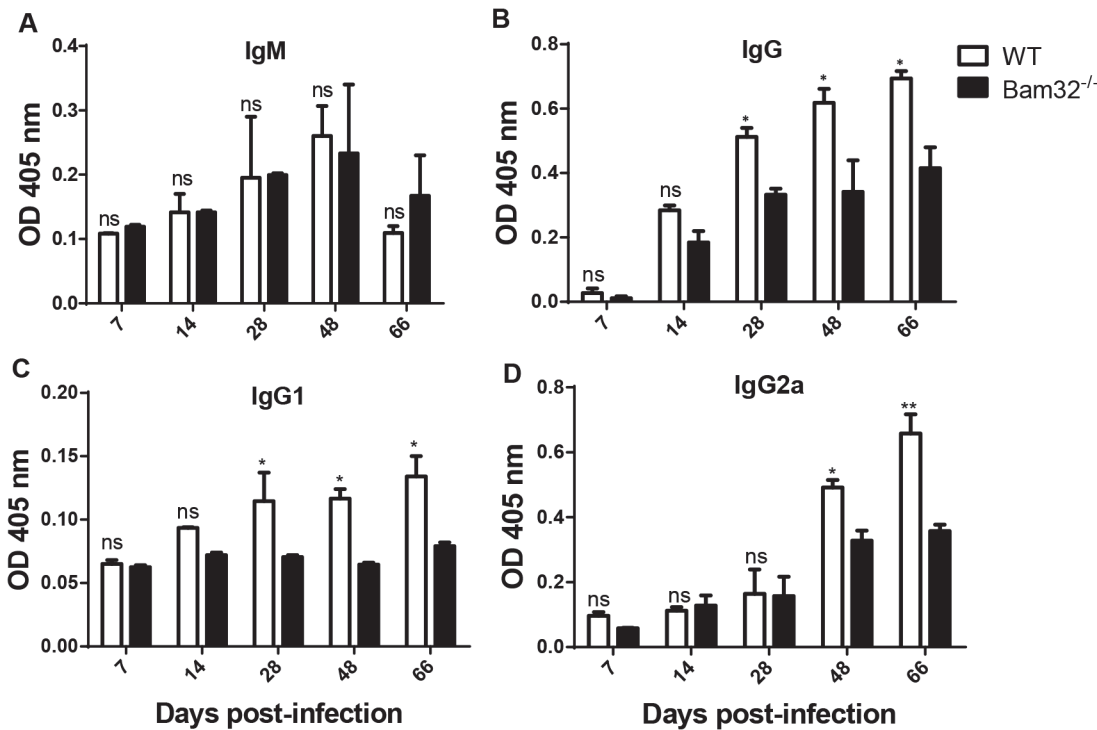 A
IgM
OD 405 nm
0.4
0.3
0.2
0.1
0.0
ns
ns
ns
ns
ns
7
14
28
48
66
B
IgG
OD 405 nm
0.8
0.6
0.4
0.2
0.0
ns
ns
*
*
*
7
14
28
48
66
WT
Bam32-/-
C
IgG1
OD 405 nm
0.20
0.15
0.10
0.05
0.00
ns
ns
*
*
*
7
14
28
48
66
Days post-infection
D
IgG2a
OD 405 nm
0.8
0.6
0.4
0.2
0.0
ns
ns
ns
*
**
7
14
28
48
66
Days post-infection